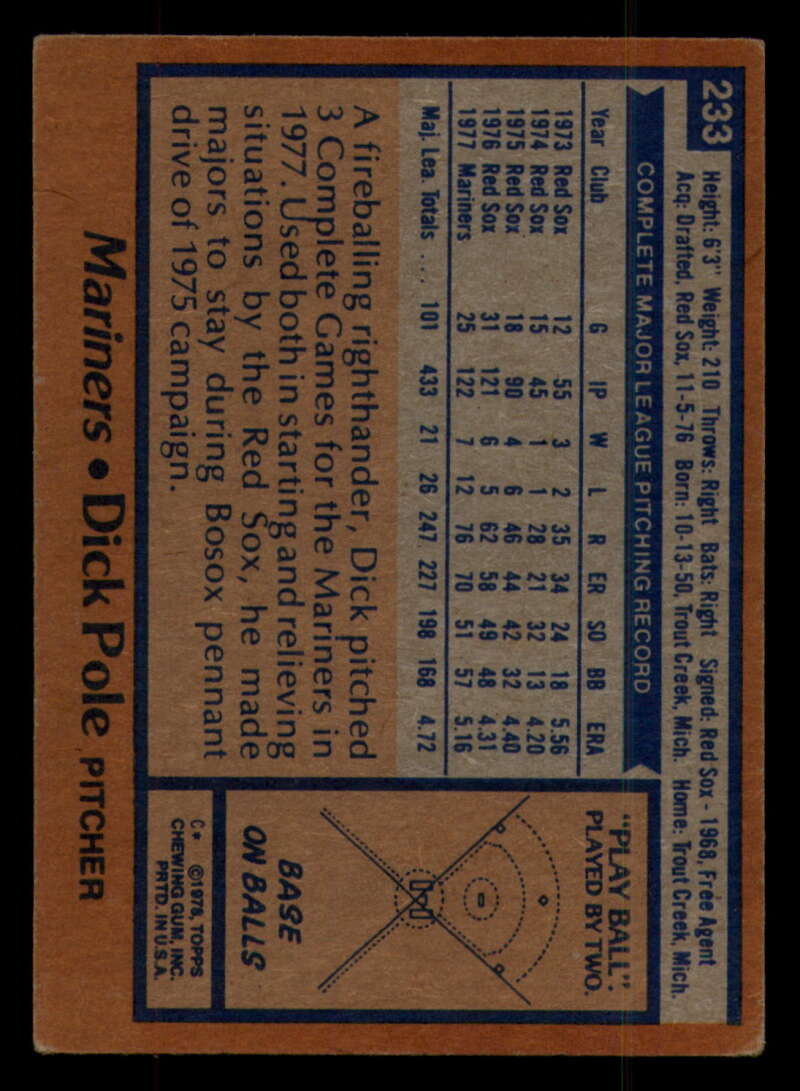 233
Height: 6'3" Weight: 210 Throws: Right Bats: Right Signed: Red Sox - 1968, Free Agent
Acq: Drafted, Red Sox, 11-5-76 Born: 10-13-50, Trout Creek, Mich. Home: Trout Creek, Mich.
COMPLETE MAJOR LEAGUE PITCHING RECORD
Year Club G IP W L R ER SO BB ERA
1973 Red Sox 12 55 3 2 35 34 24 18 5.56
1974 Red Sox 15 45 1 1 28 21 32 13 4.20
1975 Red Sox 18 90 4 6 46 44 42 32 4.40
1976 Red Sox 31 121 6 5 62 58 49 48 4.31
1977 Mariners 25 122 7 12 76 70 51 57 5.16
Maj. Lea. Totals ... 101 433 21 26 247 227 198 168 4.72
A fireballing righthander, Dick pitched
3 Complete Games for the Mariners in
1977. Used both in starting and relieving
situations by the Red Sox, he made
majors to stay during Bosox pennant
drive of 1975 campaign.
"PLAY BALL":
PLAYED BY TWO.
BASE
ON BALLS
C* ©1978, TOPPS
CHEWING GUM, INC.
PRTD. IN U.S.A.
Mariners • Dick Pole PITCHER